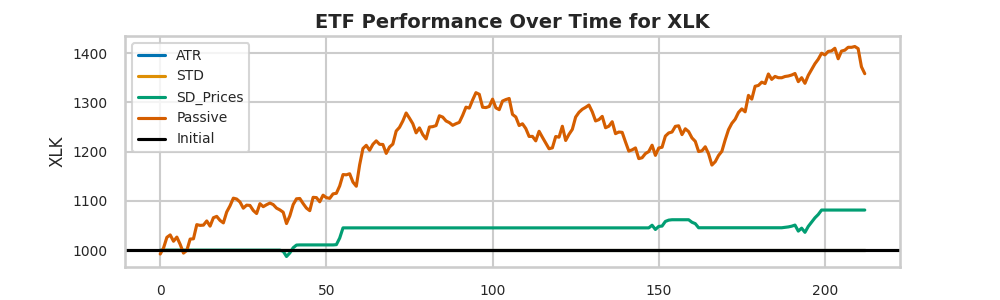 ETF Performance Over Time for XLK
1400
1300
1200
1100
1000
XLK
ATR
STD
SD_Prices
Passive
Initial
0
50
100
150
200